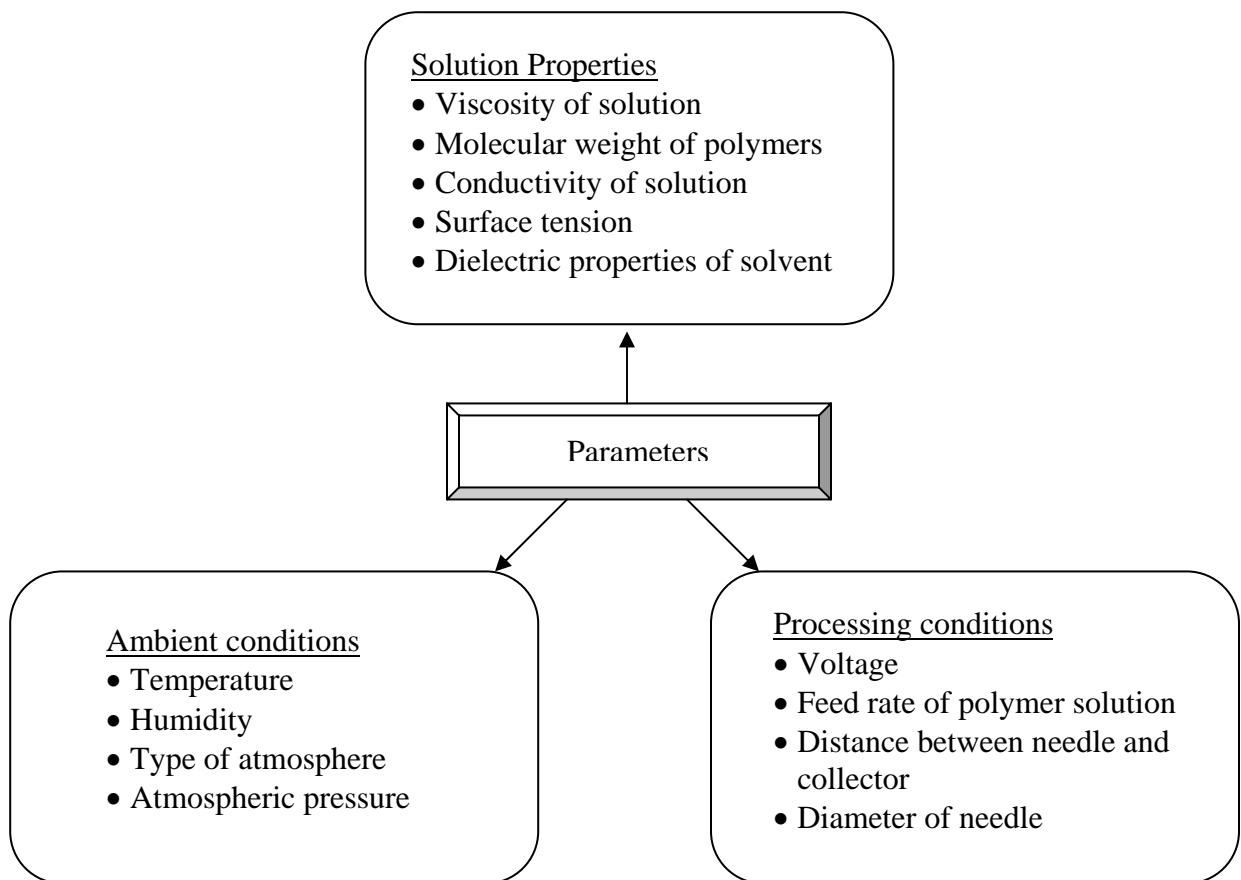 Solution Properties
• Viscosity of solution
• Molecular weight of polymers
• Conductivity of solution
• Surface tension
• Dielectric properties of solvent
Parameters
Ambient conditions
• Temperature
• Humidity
• Type of atmosphere
• Atmospheric pressure
Processing conditions
• Voltage
• Feed rate of polymer solution
• Distance between needle and
collector
• Diameter of needle